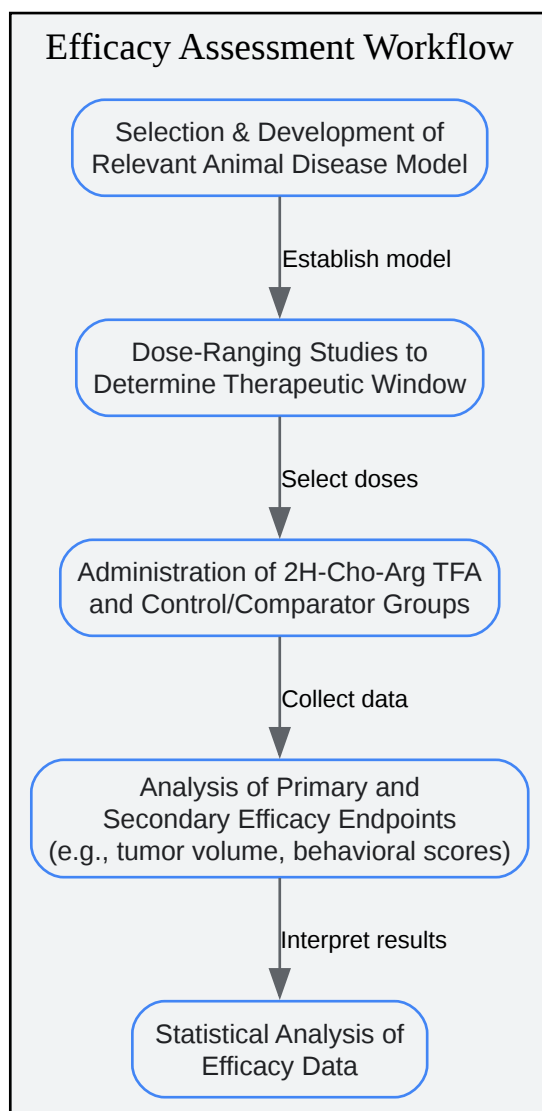 Efficacy Assessment Workflow
Selection & Development of
Relevant Animal Disease Model
Establish model
Dose-Ranging Studies to
Determine Therapeutic Window
Select doses
Administration of 2H-Cho-Arg TFA
and Control/Comparator Groups
Collect data
Analysis of Primary and
Secondary Efficacy Endpoints
(e.g., tumor volume, behavioral scores)
Interpret results
Statistical Analysis of
Efficacy Data